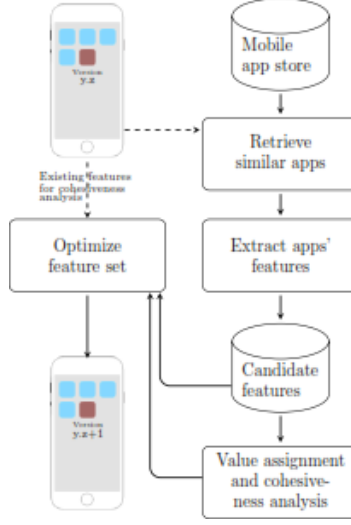 Version
y.z
Mobile
app store
Retrieve
similar apps
Existing features
for cohesiveness
analysis
Optimize
feature set
Extract apps'
features
Candidate
features
Version
y.z+1
Value assignment
and cohesive-
ness analysis